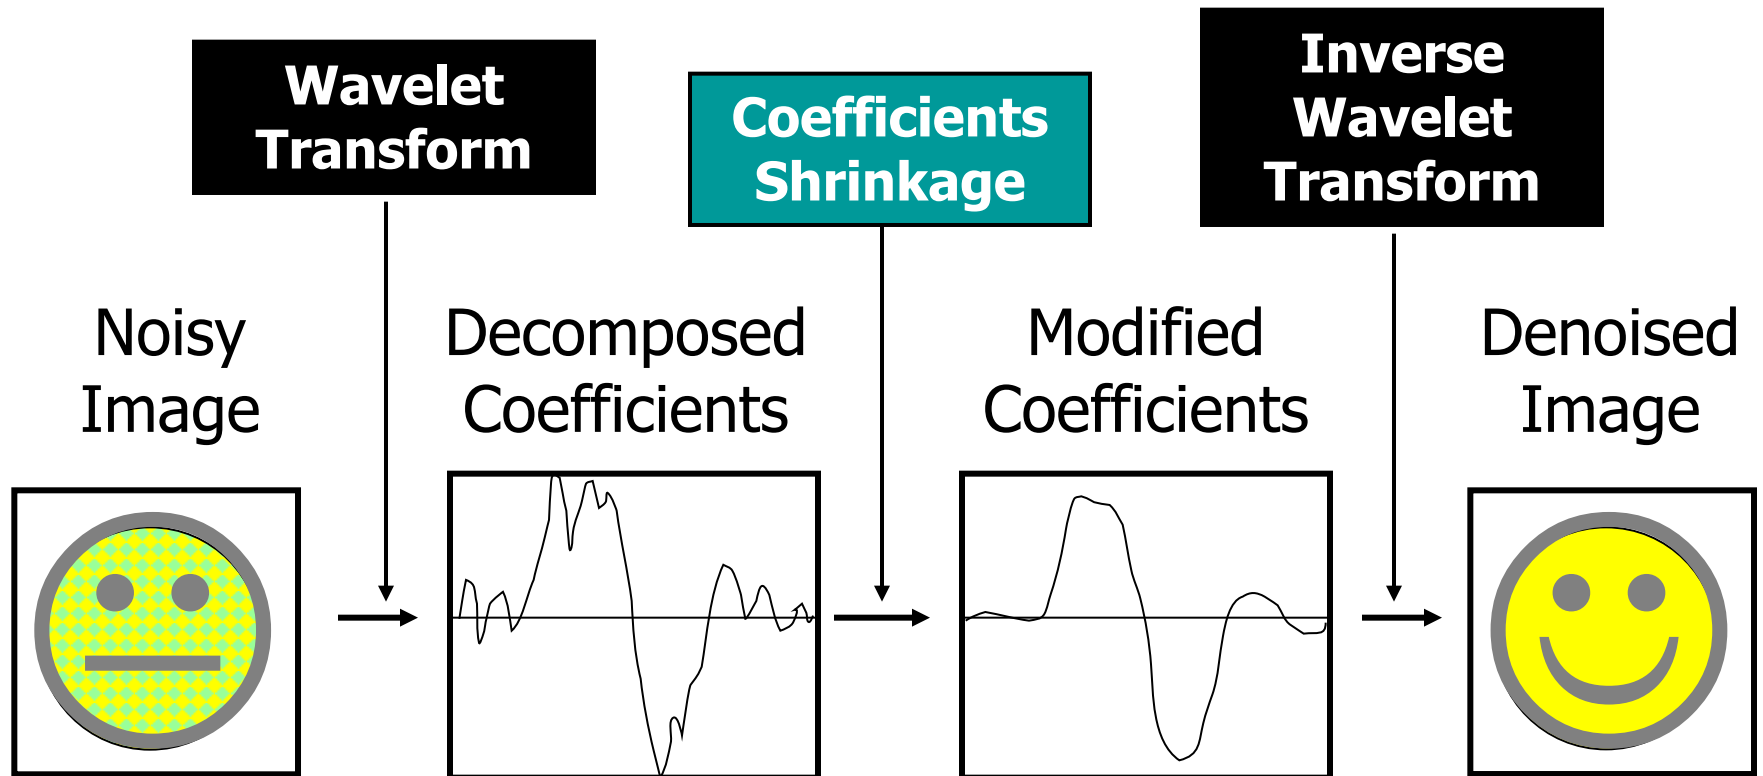 Wavelet
Transform
Coefficients
Shrinkage
Inverse
Wavelet
Transform
Noisy
Image
Decomposed
Coefficients
Modified
Coefficients
Denoised
Image